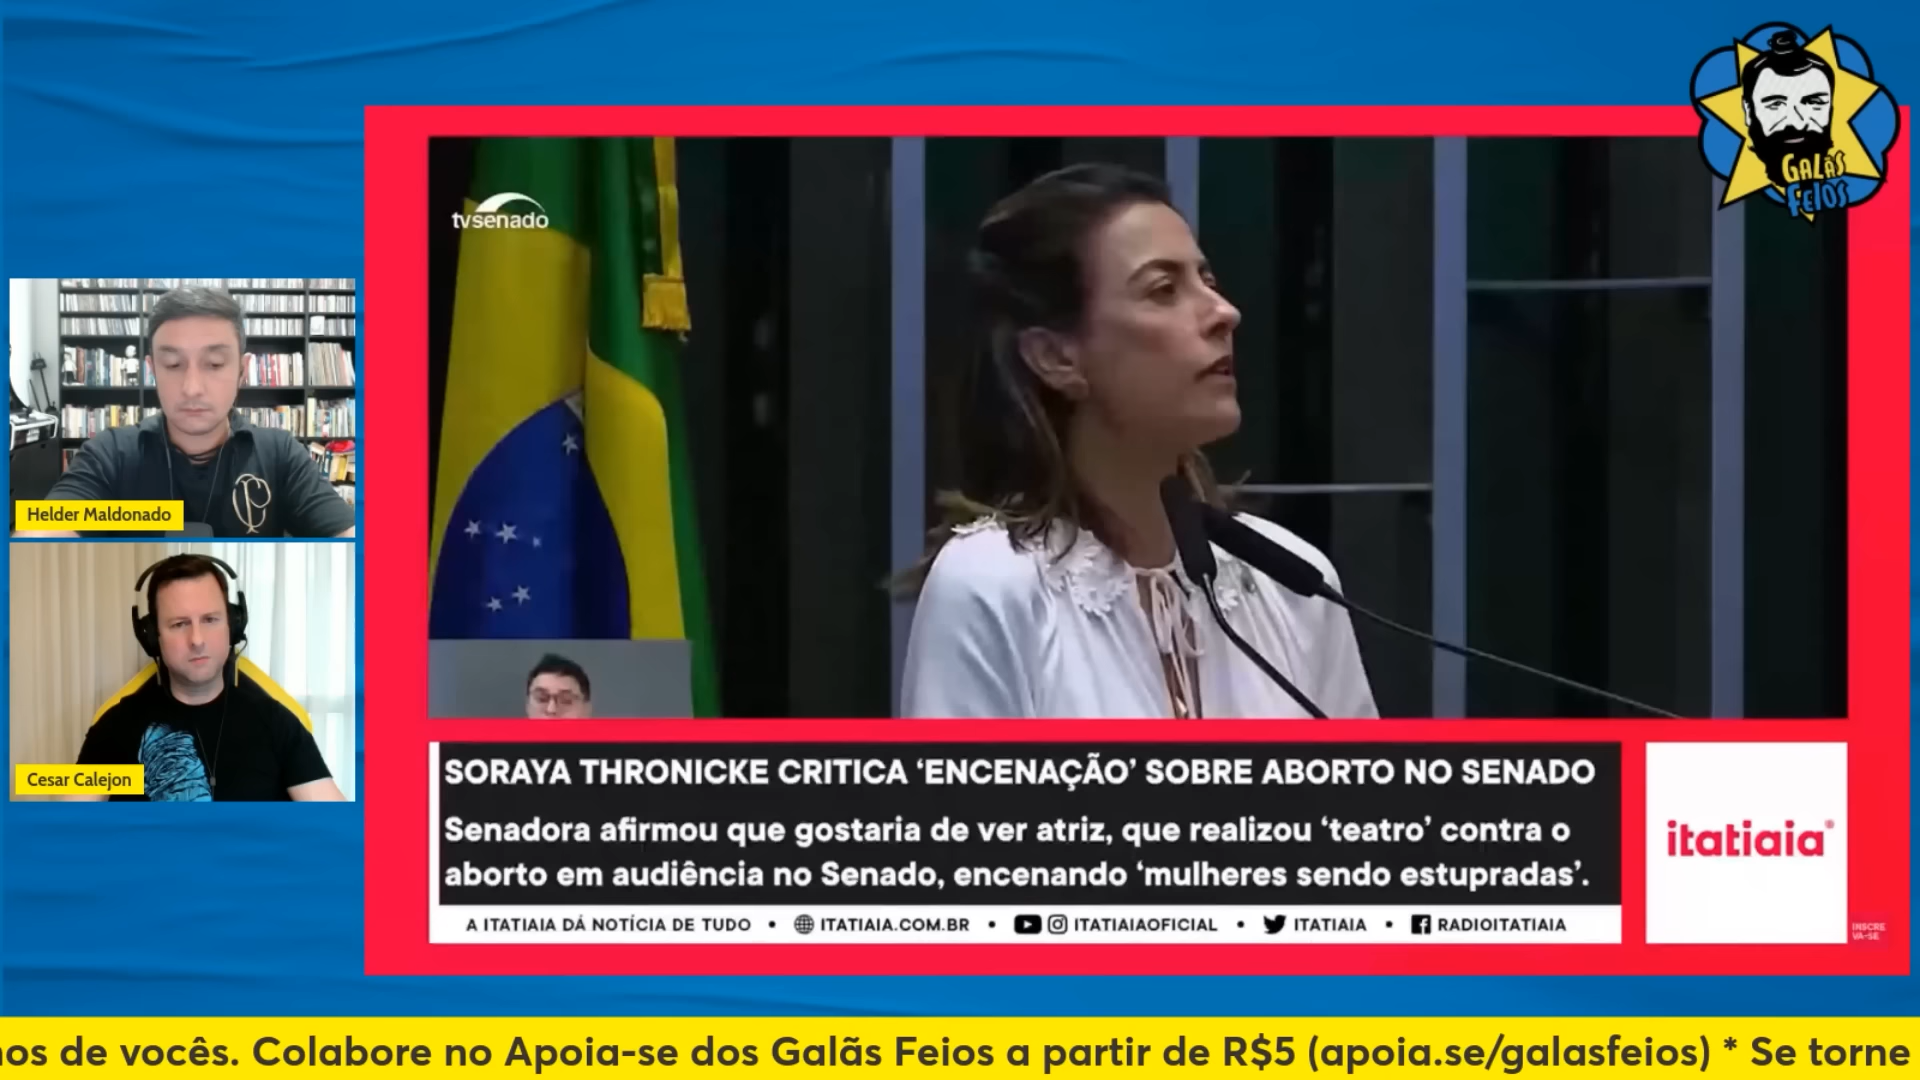 GALÃS
FEIOS
tvsenado
Helder Maldonado
Cesar Calejon
SORAYA THRONICKE CRITICA ‘ENCENAÇÃO’ SOBRE ABORTO NO SENADO
Senadora afirmou que gostaria de ver atriz, que realizou ‘teatro’ contra o
aborto em audiência no Senado, encenando ‘mulheres sendo estupradas’.
itatiaia
A ITATIAIA DÁ NOTÍCIA DE TUDO • ITATIAIA.COM.BR • ITATIAIAOFICIAL • ITATIAIA • RADIOITATIAIA
INSCRE
VA-SE
nos de vocês. Colabore no Apoia-se dos Galãs Feios a partir de R$5 (apoia.se/galasfeios) * Se torne